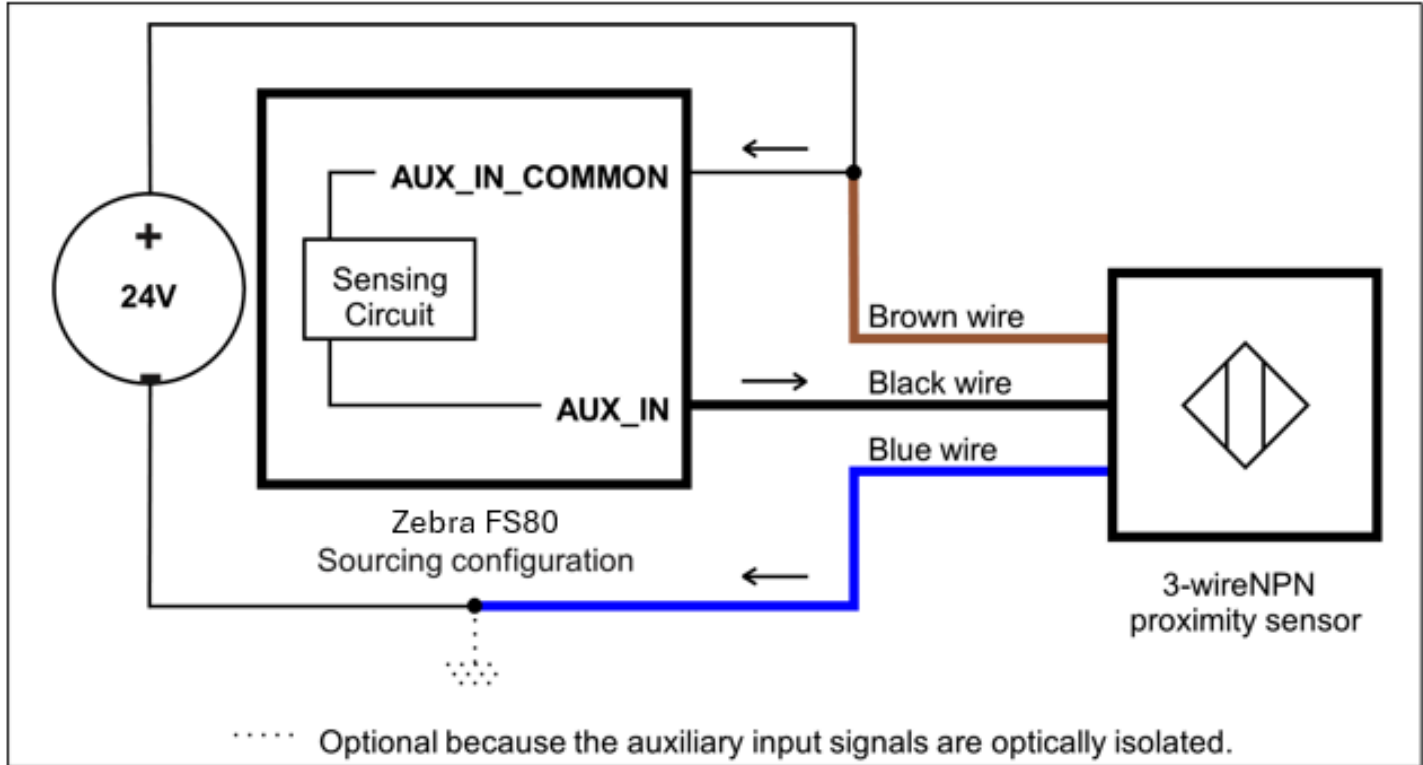 AUX_IN_COMMON
+
24V
-
Sensing
Circuit
Brown wire
Black wire
AUX_IN
Blue wire
Zebra FS80
Sourcing configuration
3-wireNPN
proximity sensor
Optional because the auxiliary input signals are optically isolated.